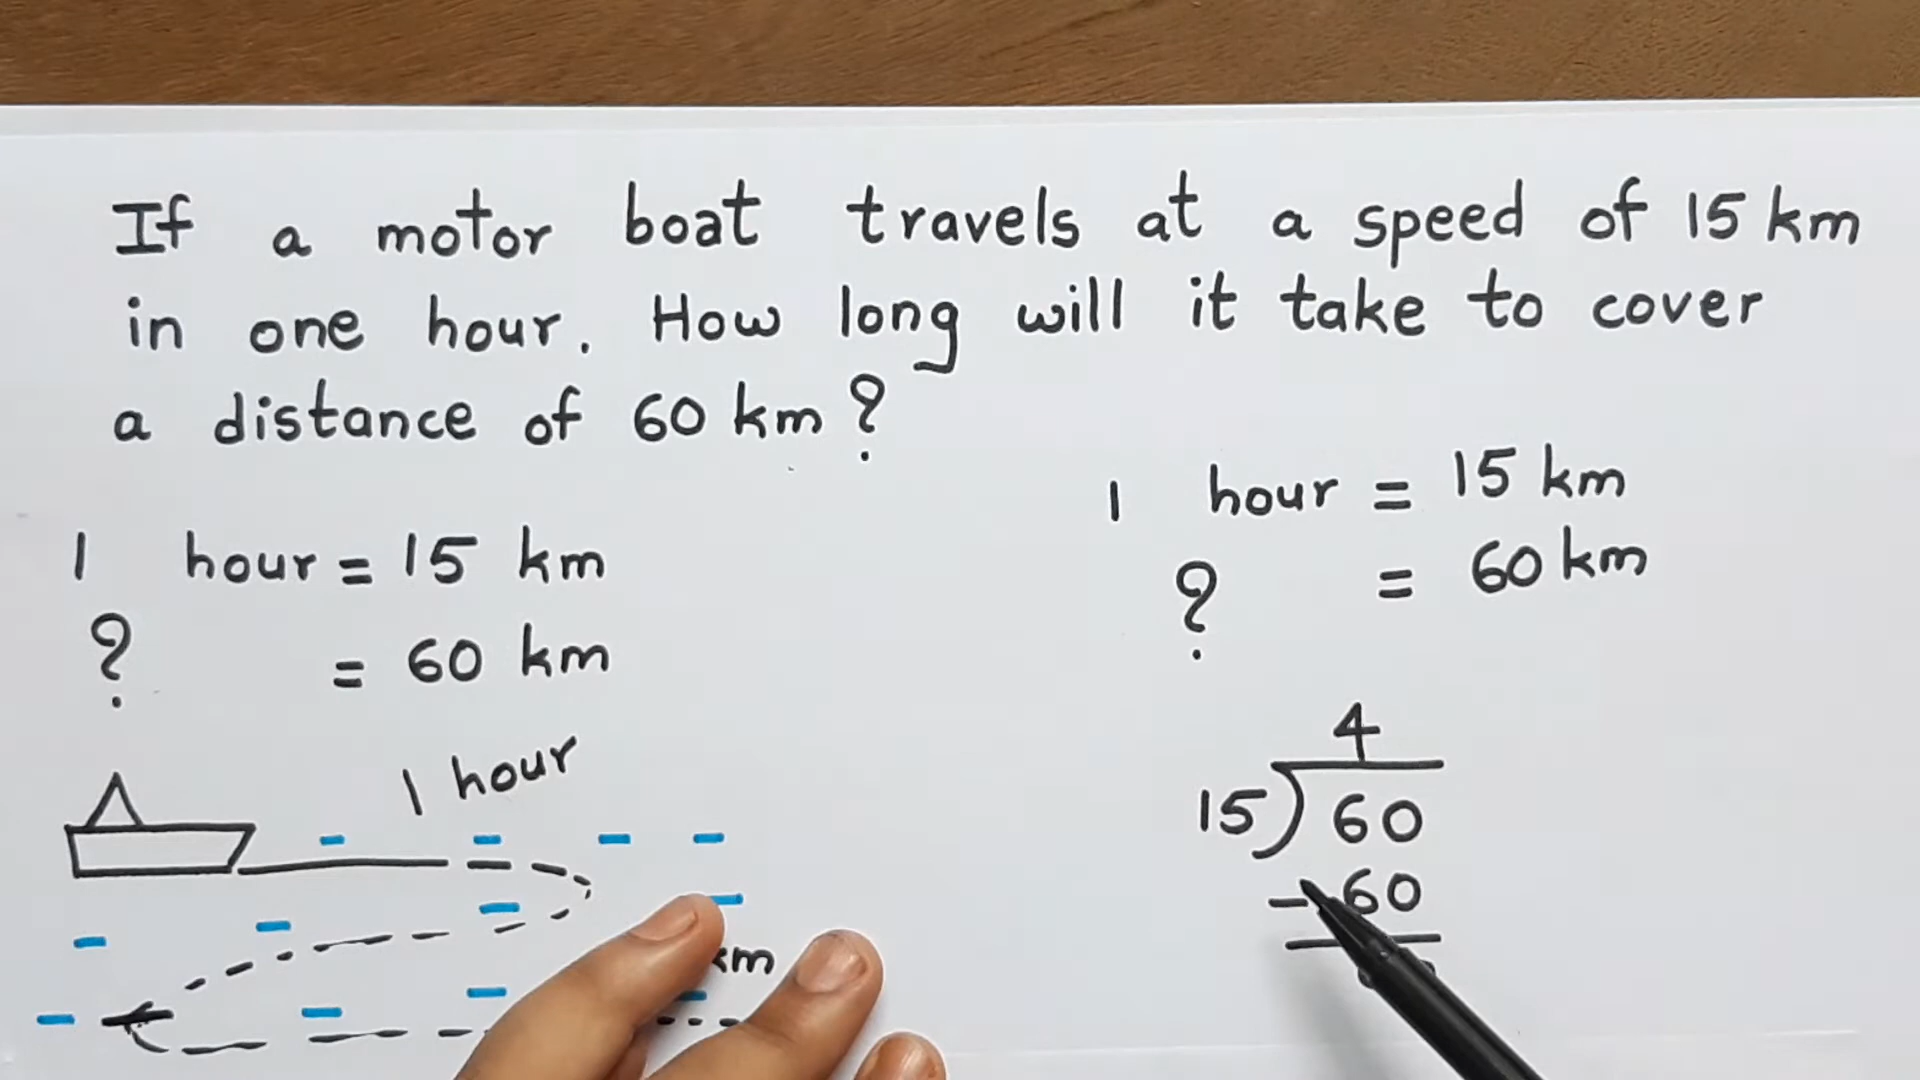 If a motor boat travels at a speed of 15 km
in one hour. How long will it take to cover
a distance of 60 km?
1 hour = 15 km
? = 60 km
1 hour
km
1 hour = 15 km
? = 60 km
4
15) 60
- 60